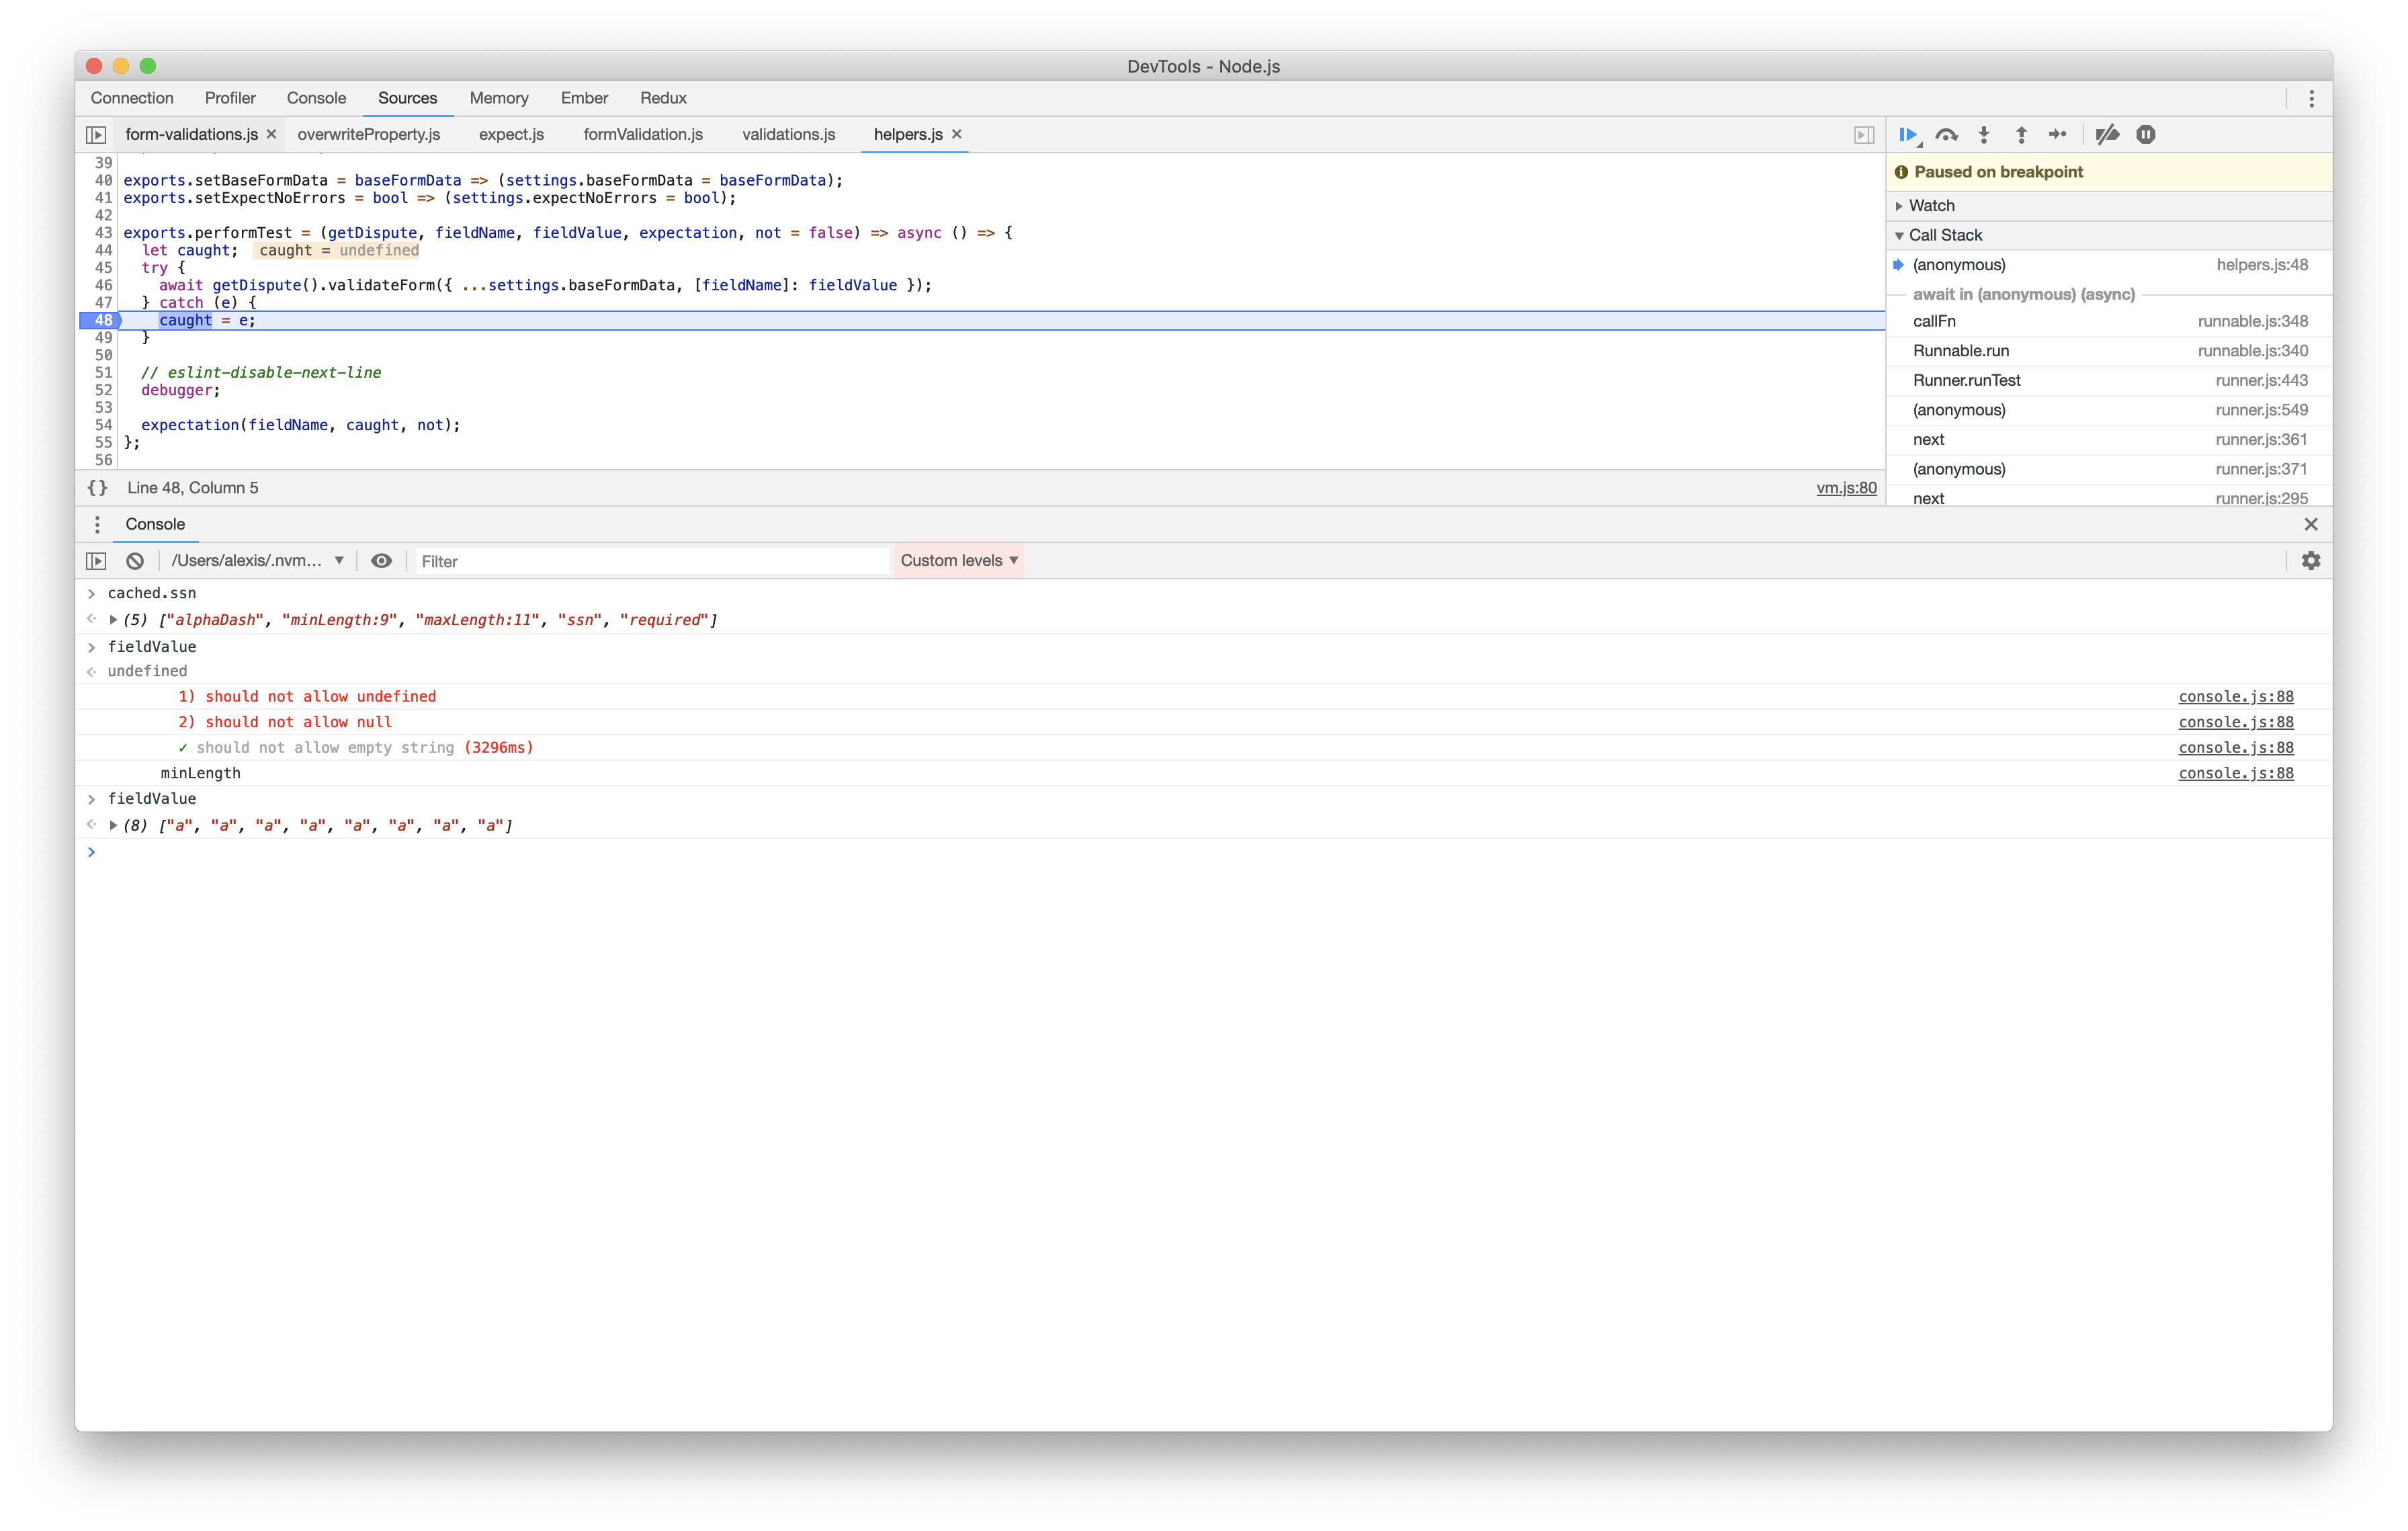 DevTools - Node.js
Connection Profiler Console Sources Memory Ember Redux
form-validations.js × overwriteProperty.js expect.js formValidation.js validations.js helpers.js ×
39
40 exports.setBaseFormData = baseFormData => (settings.baseFormData = baseFormData);
41 exports.setExpectNoErrors = bool => (settings.expectNoErrors = bool);
42
43 exports.performTest = (getDispute, fieldName, fieldValue, expectation, not = false) => async () => {
44 let caught; caught = undefined
45 try {
46 await getDispute().validateForm({ ...settings.baseFormData, [fieldName]: fieldValue });
47 } catch (e) {
48 caught = e;
49 }
50
51 // eslint-disable-next-line
52 debugger;
53
54 expectation(fieldName, caught, not);
55 };
56
{ } Line 48, Column 5 vm.js:80
Paused on breakpoint
Watch
Call Stack
(anonymous) helpers.js:48
await in (anonymous) (async)
callFn runnable.js:348
Runnable.run runnable.js:340
Runner.runTest runner.js:443
(anonymous) runner.js:549
next runner.js:361
(anonymous) runner.js:371
next runner.js:295
Console
/Users/alexis/.nvm… ▼ Filter Custom levels ▼
> cached.ssn
(5) ["alphaDash", "minLength:9", "maxLength:11", "ssn", "required"]
> fieldValue
undefined
1) should not allow undefined console.js:88
2) should not allow null console.js:88
✓ should not allow empty string (3296ms) console.js:88
minLength console.js:88
> fieldValue
(8) ["a", "a", "a", "a", "a", "a", "a", "a"]
>